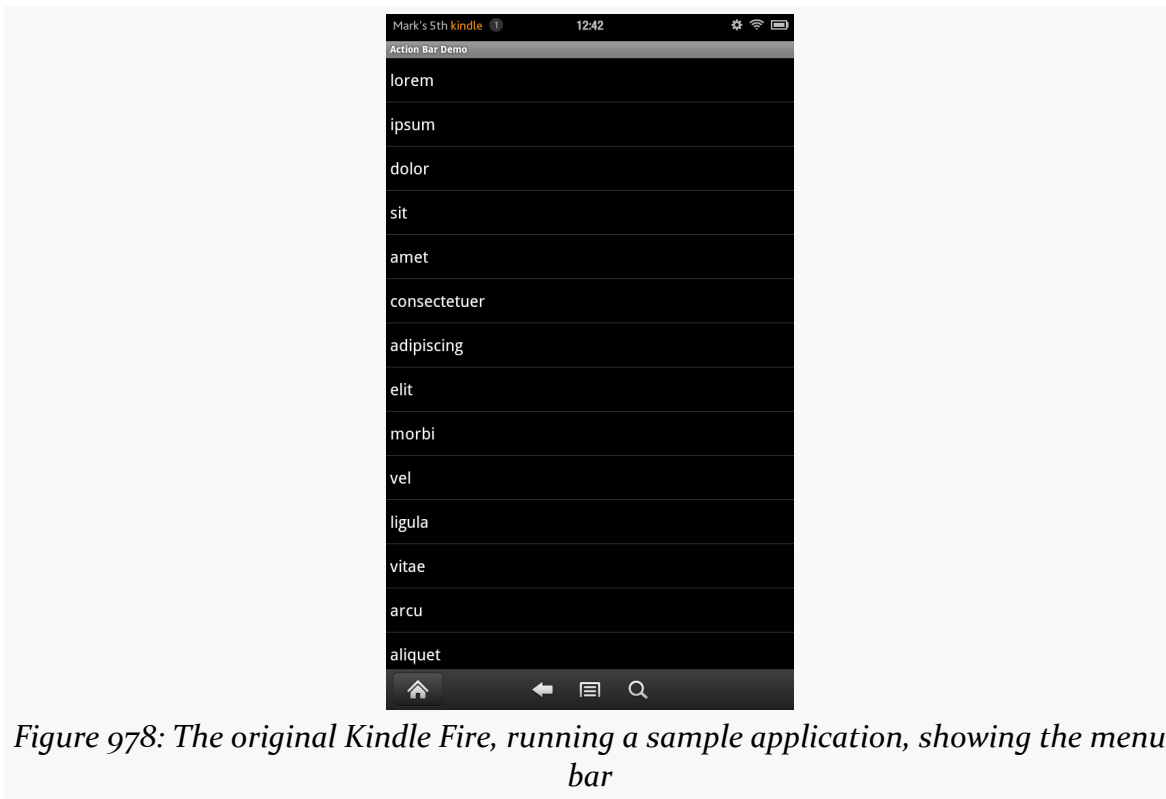 Mark's 5th kindle 1 12:42
Action Bar Demo
lorem
ipsum
dolor
sit
amet
consectetuer
adipiscing
elit
morbi
vel
ligula
vitae
arcu
aliquet
Figure 978: The original Kindle Fire, running a sample application, showing the menu
bar